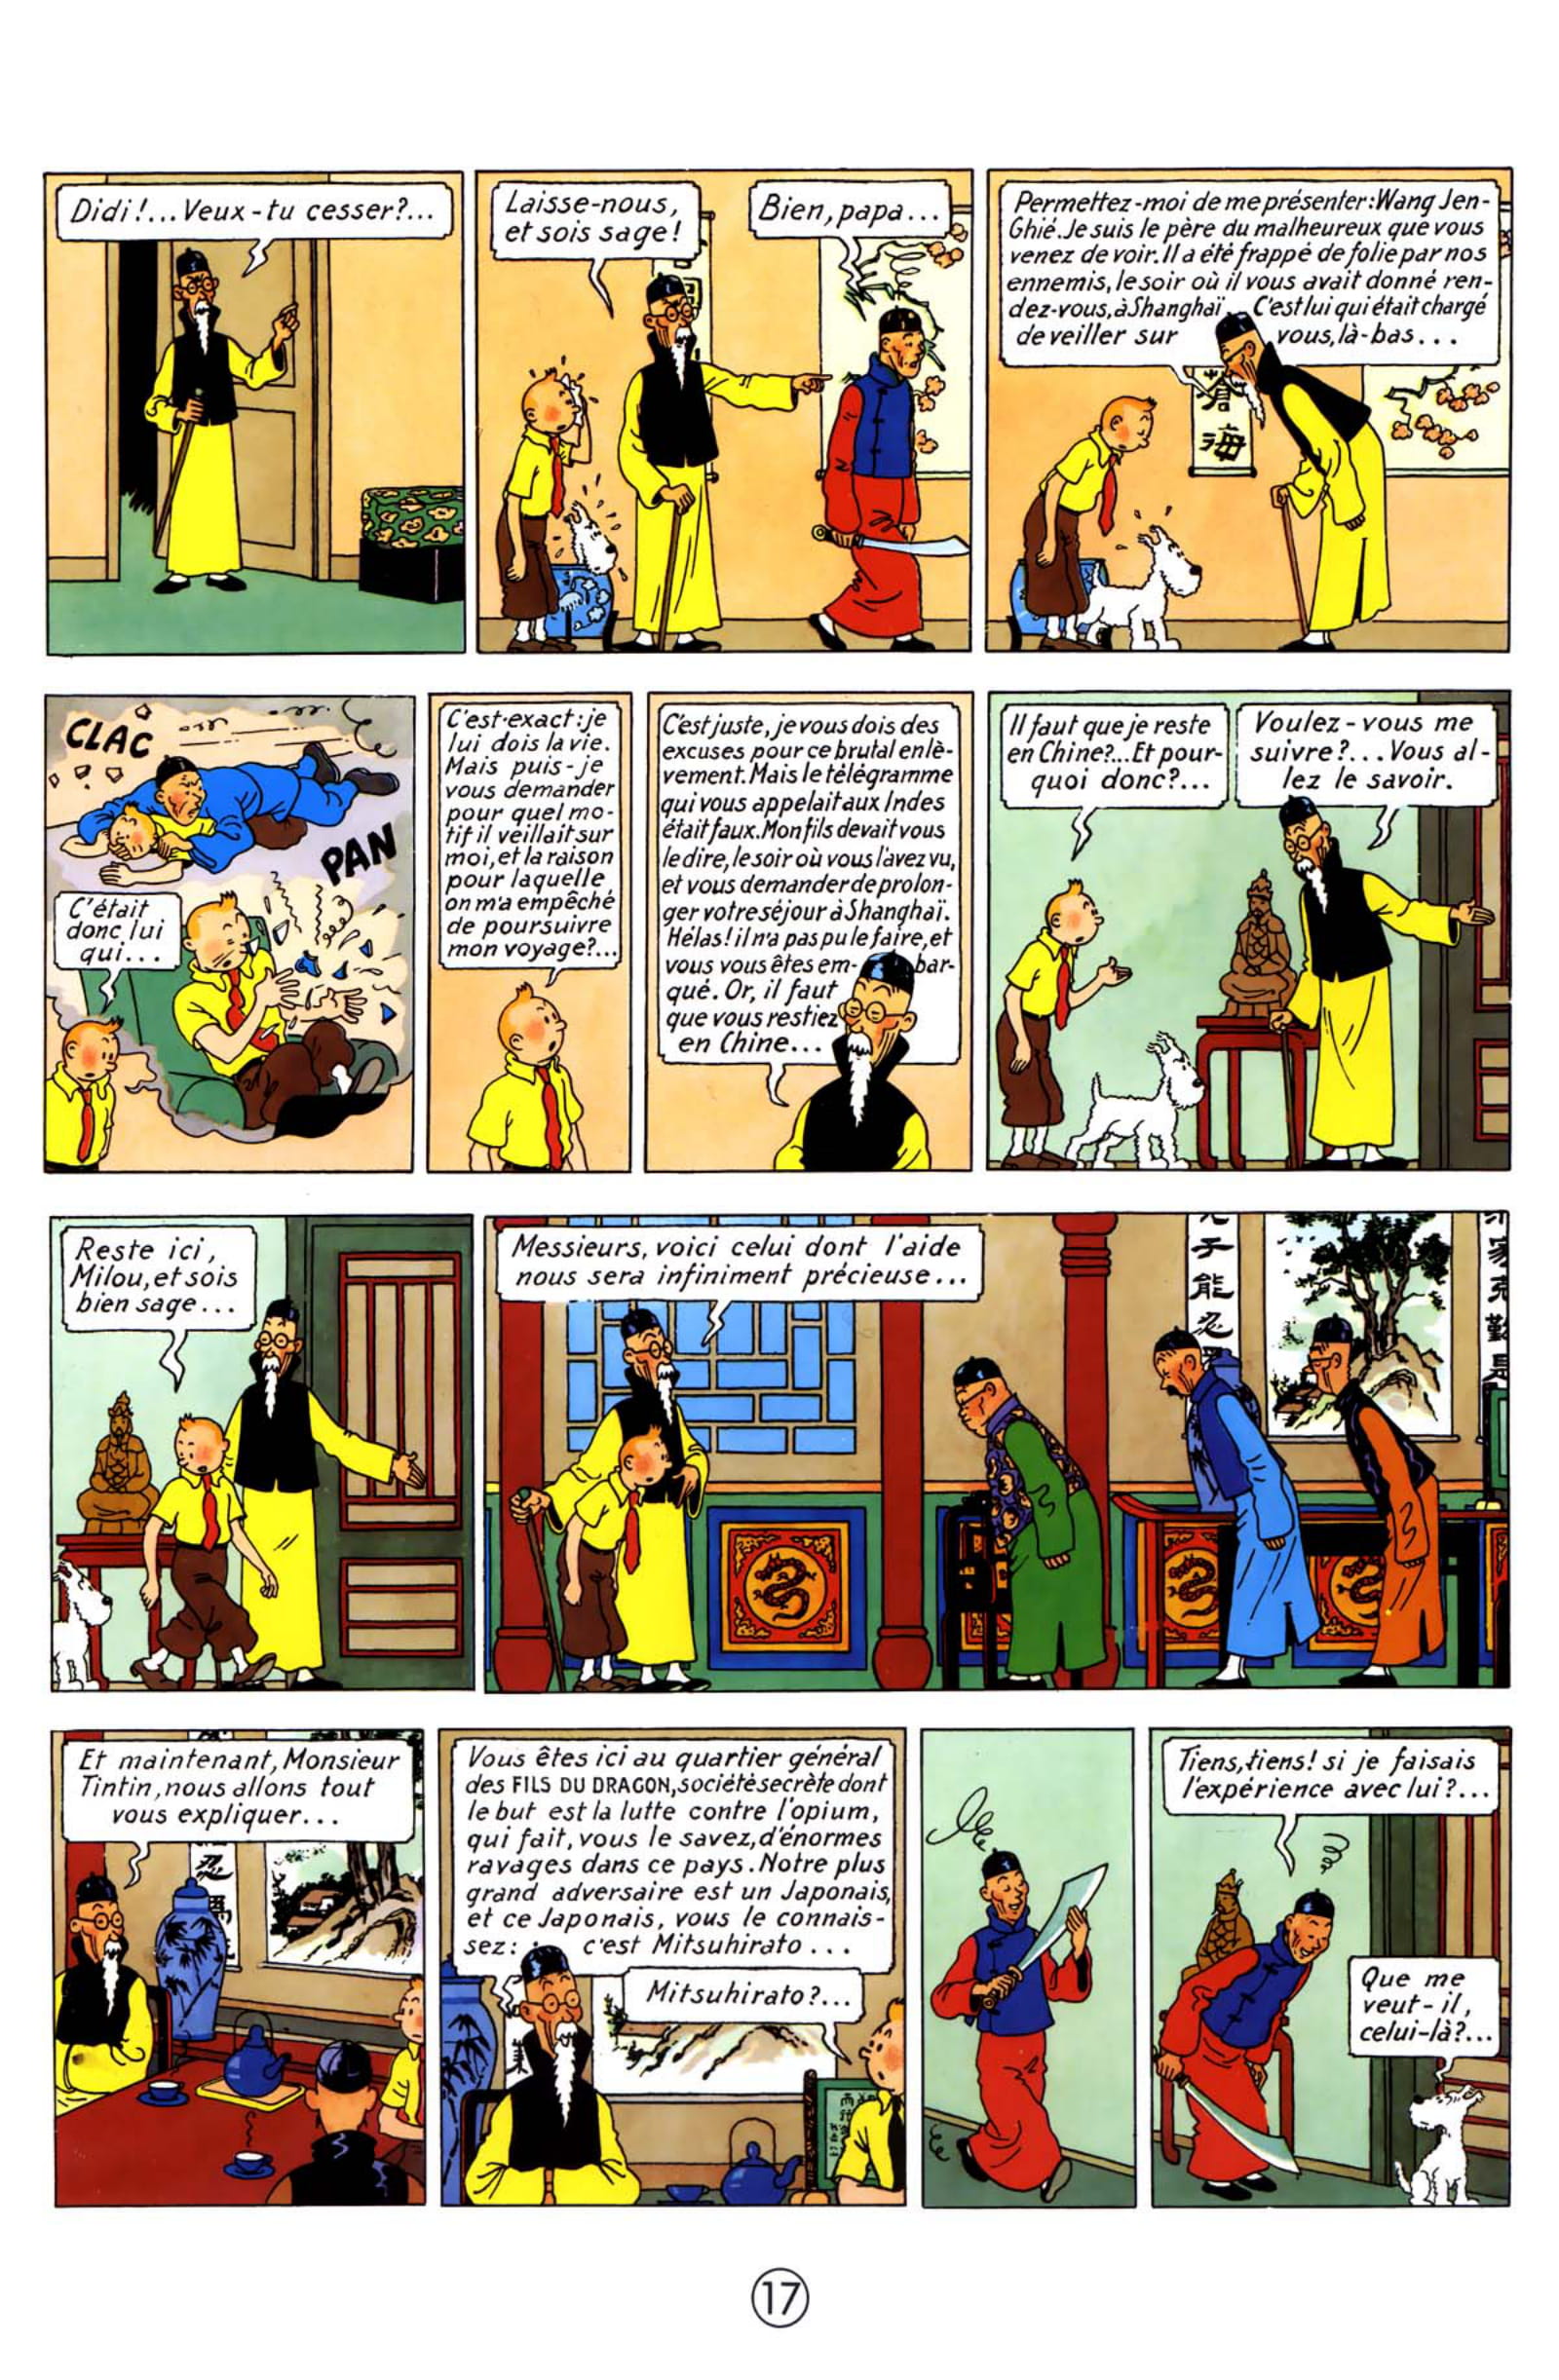 Didi!...Veux-tu cesser?...
Laisse-nous,
et sois sage!
Bien, papa...
Permettez-moi de me présenter: Wang Jen-
Ghié. Je suis le père du malheureux que vous
venez de voir. Il a été frappé de folie par nos
ennemis, le soir où il vous avait donné ren-
dez-vous, à Shanghaï. C'est lui qui était chargé
de veiller sur vous, là-bas...
蒼
海
CLAC
PAN
C'était
donc lui
qui...
C'est exact: je
lui dois la vie.
Mais puis-je
vous demander
pour quel mo-
tif il veillait sur
moi, et la raison
pour laquelle
on m'a empêché
de poursuivre
mon voyage?...
C'est juste, je vous dois des
excuses pour ce brutal enlè-
vement. Mais le télégramme
qui vous appelait aux Indes
était faux. Mon fils devait vous
le dire, le soir où vous l'avez vu,
et vous demander de prolon-
ger votre séjour à Shanghaï.
Hélas! il n'a pas pu le faire, et
vous vous êtes em-bar-
qué. Or, il faut
que vous restiez
en Chine...
Il faut que je reste
en Chine?...Et pour-
quoi donc?...
Voulez-vous me
suivre?...Vous al-
lez le savoir.
Reste ici,
Milou, et sois
bien sage...
Messieurs, voici celui dont l'aide
nous sera infiniment précieuse...
子
能
忍
家
克
勤
是
Et maintenant, Monsieur
Tintin, nous allons tout
vous expliquer...
忍
Vous êtes ici au quartier général
des FILS DU DRAGON, société secrète dont
le but est la lutte contre l'opium,
qui fait, vous le savez, d'énormes
ravages dans ce pays. Notre plus
grand adversaire est un Japonais,
et ce Japonais, vous le connais-
sez: c'est Mitsuhirato...
Mitsuhirato?...
Tiens, tiens! si je faisais
l'expérience avec lui?...
Que me
veut-il,
celui-là?...
17